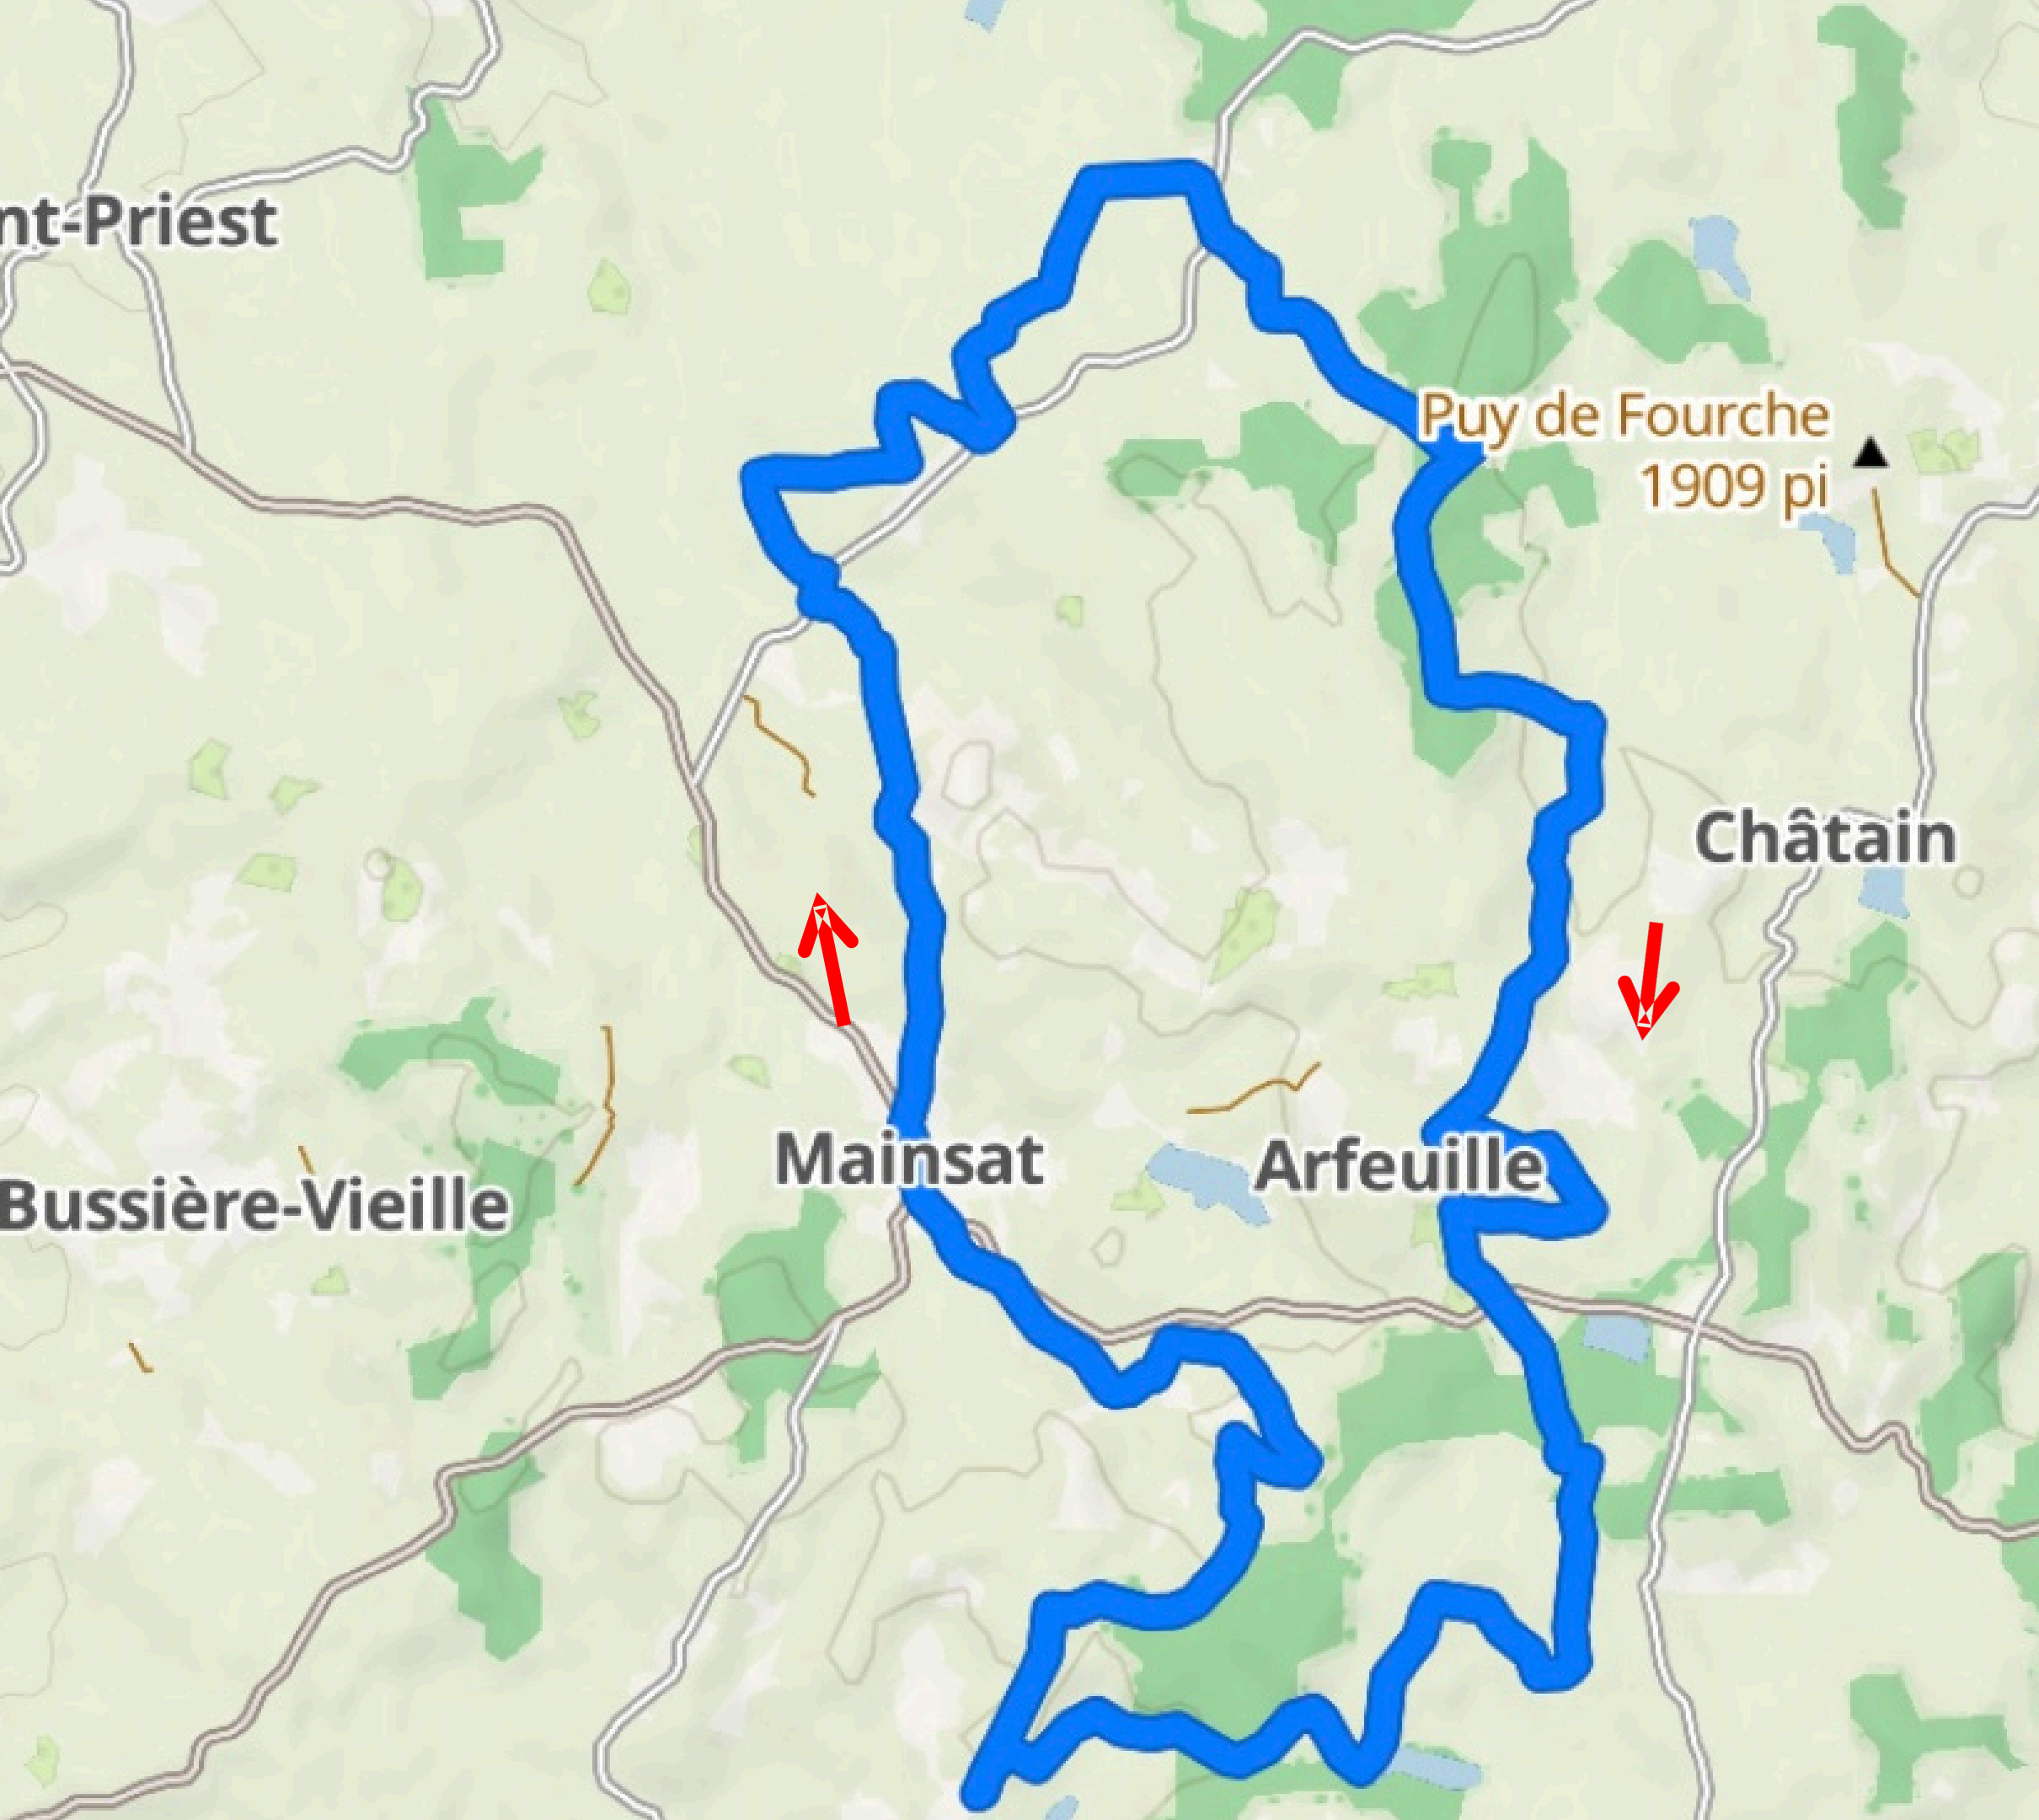 nt-Priest
Puy de Fourche
1909 pi
Châtain
Mainsat
Arfeuille
Bussière-Vieille